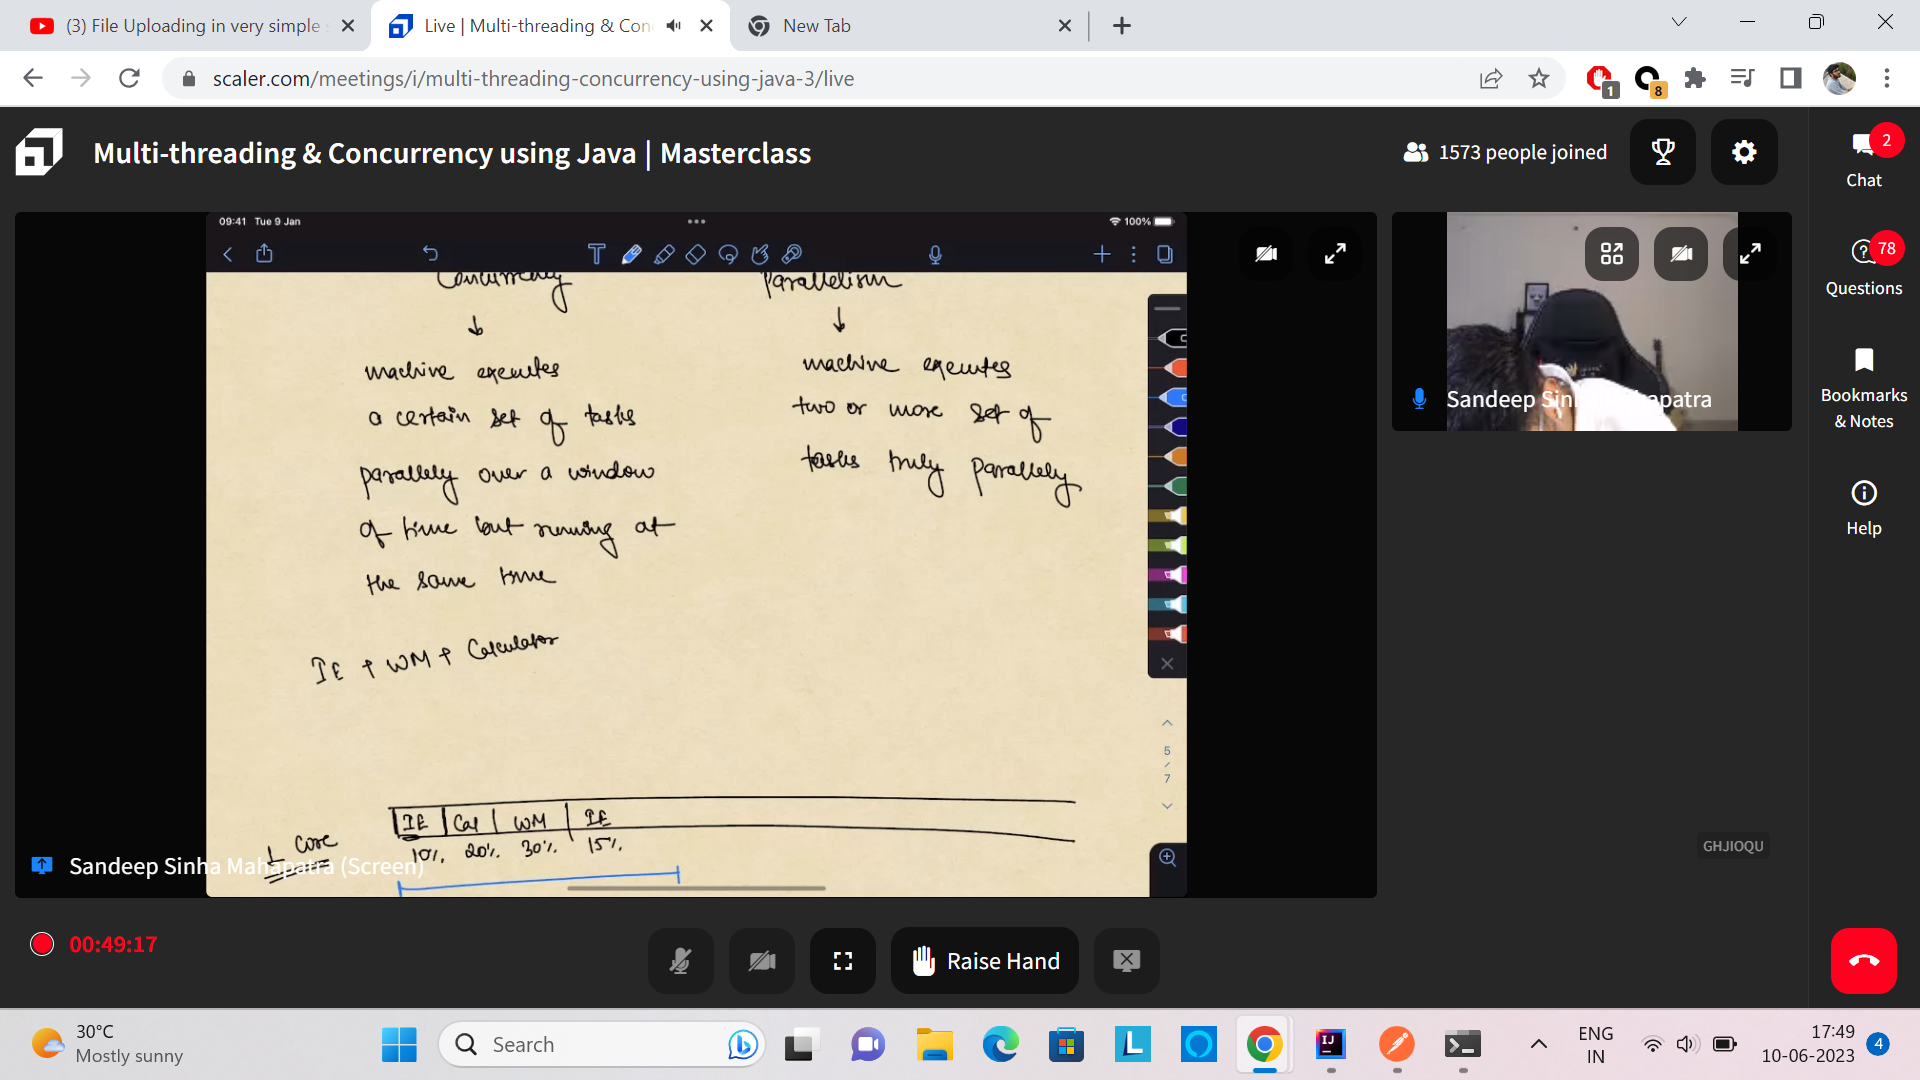 (3) File Uploading in very simple
Live | Multi-threading & Con
New Tab
scaler.com/meetings/i/multi-threading-concurrency-using-java-3/live
1
8
Multi-threading & Concurrency using Java | Masterclass
1573 people joined
2
Chat
78
Questions
Bookmarks
& Notes
Help
09:41 Tue 9 Jan
100%
Concurrency
Parallelism
machine executes
a certain set of tasks
parallely over a window
of time but running at
the same time
machine executes
two or more set of
tasks truly parallely
IE + WM + Calculator
5
/
7
IE Cal WM IE
10%. 20%. 30%. 15%.
1 core
Sandeep Sinha Mahapatra (Screen)
Sandeep Sin apatra
GHJIOQU
00:49:17
Raise Hand
30°C
Mostly sunny
Search
ENG
IN
17:49
10-06-2023
4